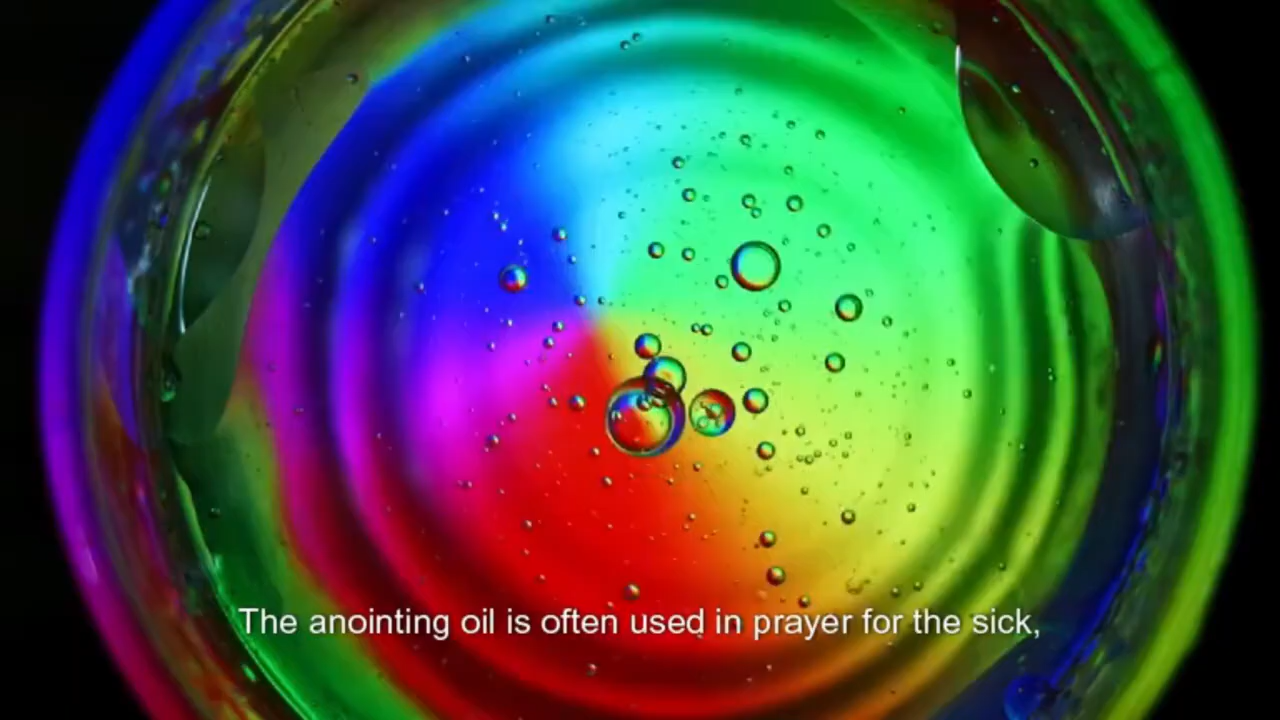 The anointing oil is often used in prayer for the sick,